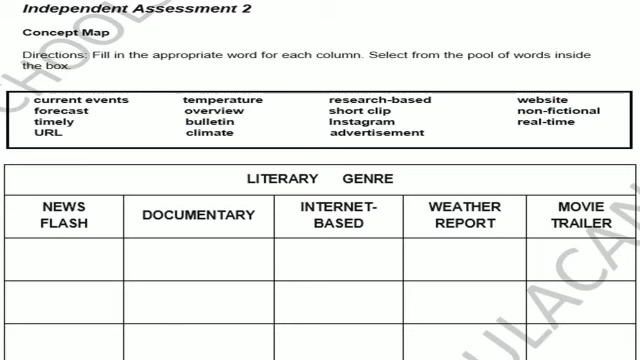 Independent Assessment 2
Concept Map
Directions: Fill in the appropriate word for each column. Select from the pool of words inside
the box.
current events temperature research-based website
forecast overview short clip non-fictional
timely bulletin Instagram real-time
URL climate advertisement
LITERARY GENRE
NEWS FLASH DOCUMENTARY INTERNET-BASED WEATHER REPORT MOVIE TRAILER